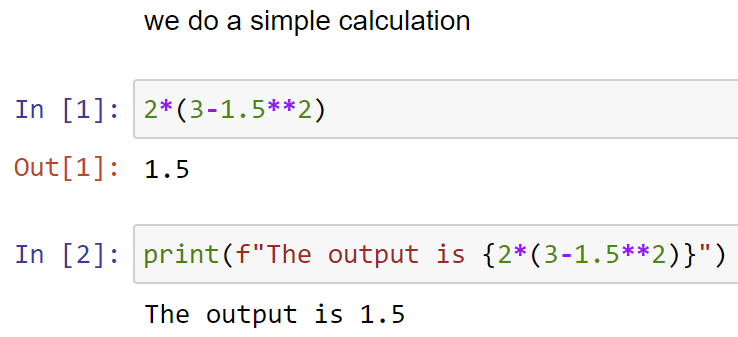 we do a simple calculation
In [1]: 2*(3-1.5**2)
Out[1]: 1.5
In [2]: print(f"The output is {2*(3-1.5**2)}")
The output is 1.5